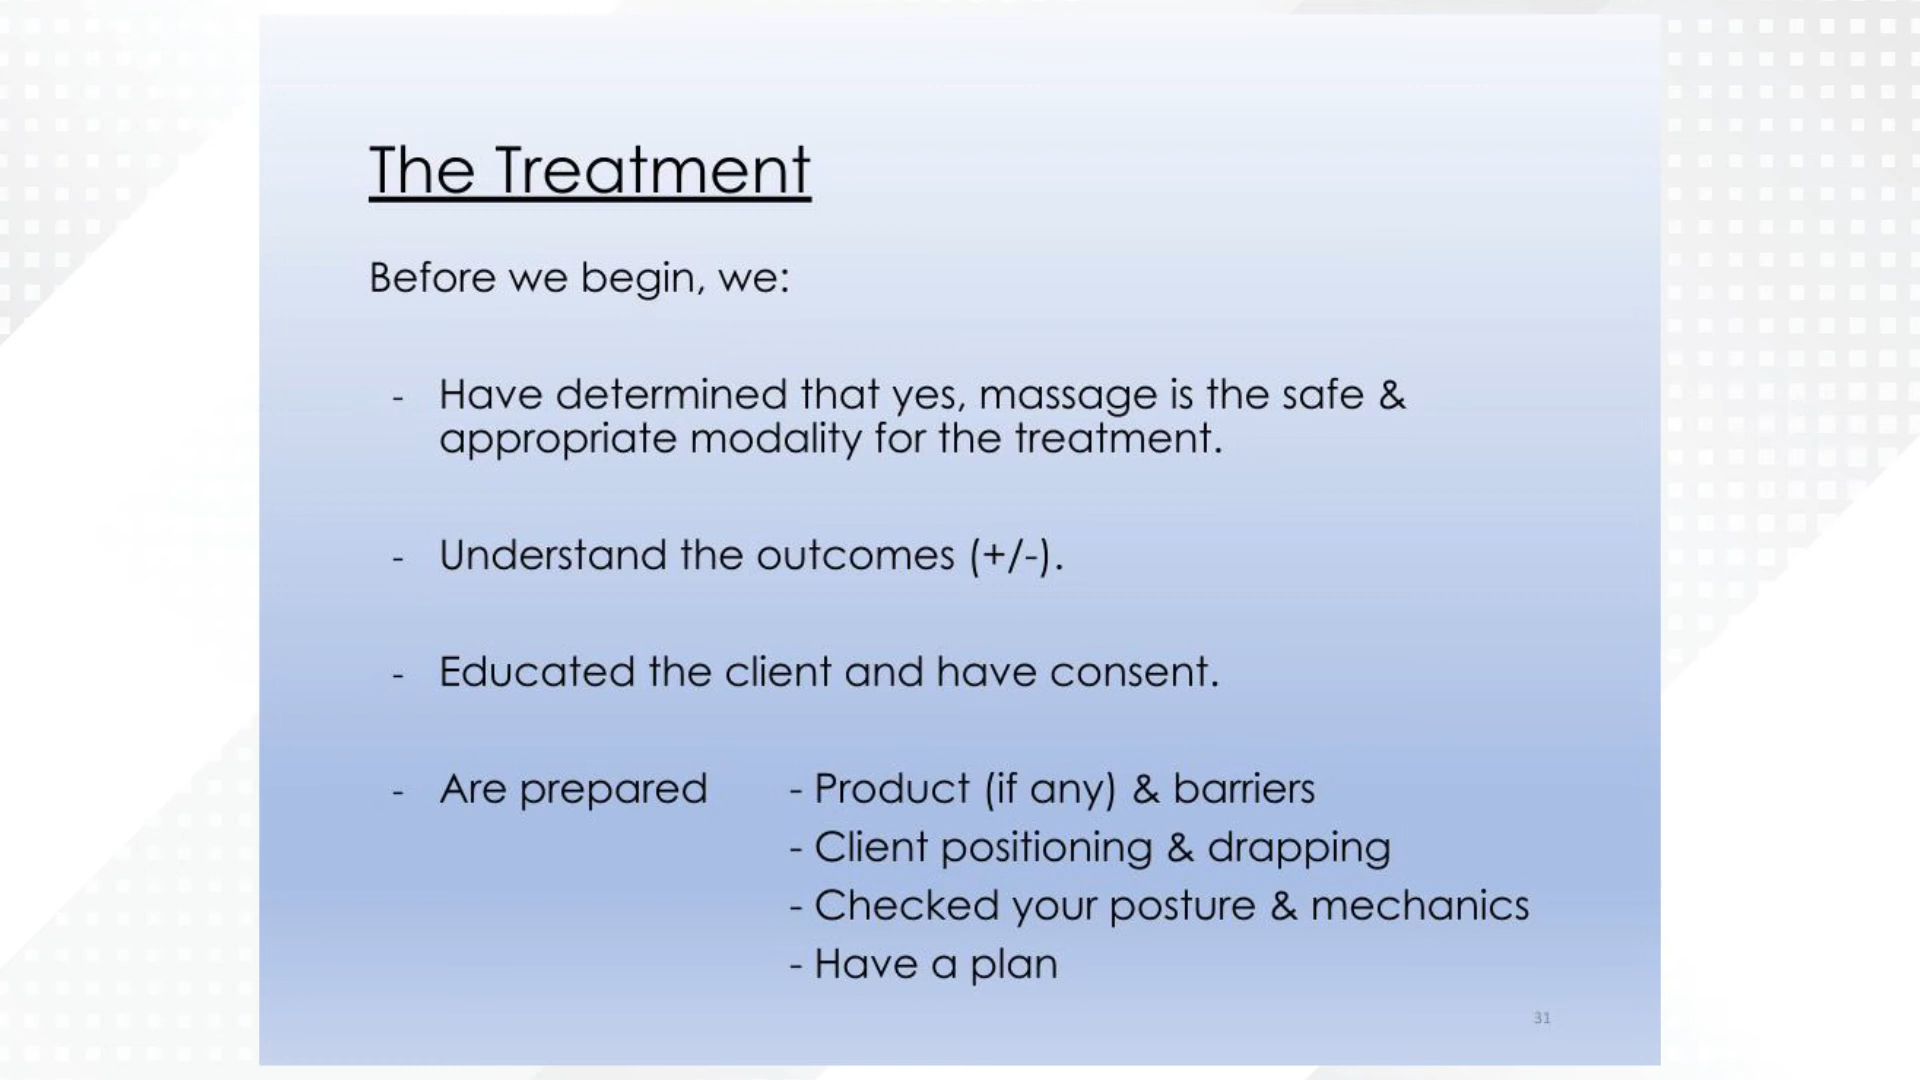 The Treatment
Before we begin, we:
- Have determined that yes, massage is the safe &
appropriate modality for the treatment.
- Understand the outcomes (+/-).
- Educated the client and have consent.
- Are prepared - Product (if any) & barriers
- Client positioning & drapping
- Checked your posture & mechanics
- Have a plan
31